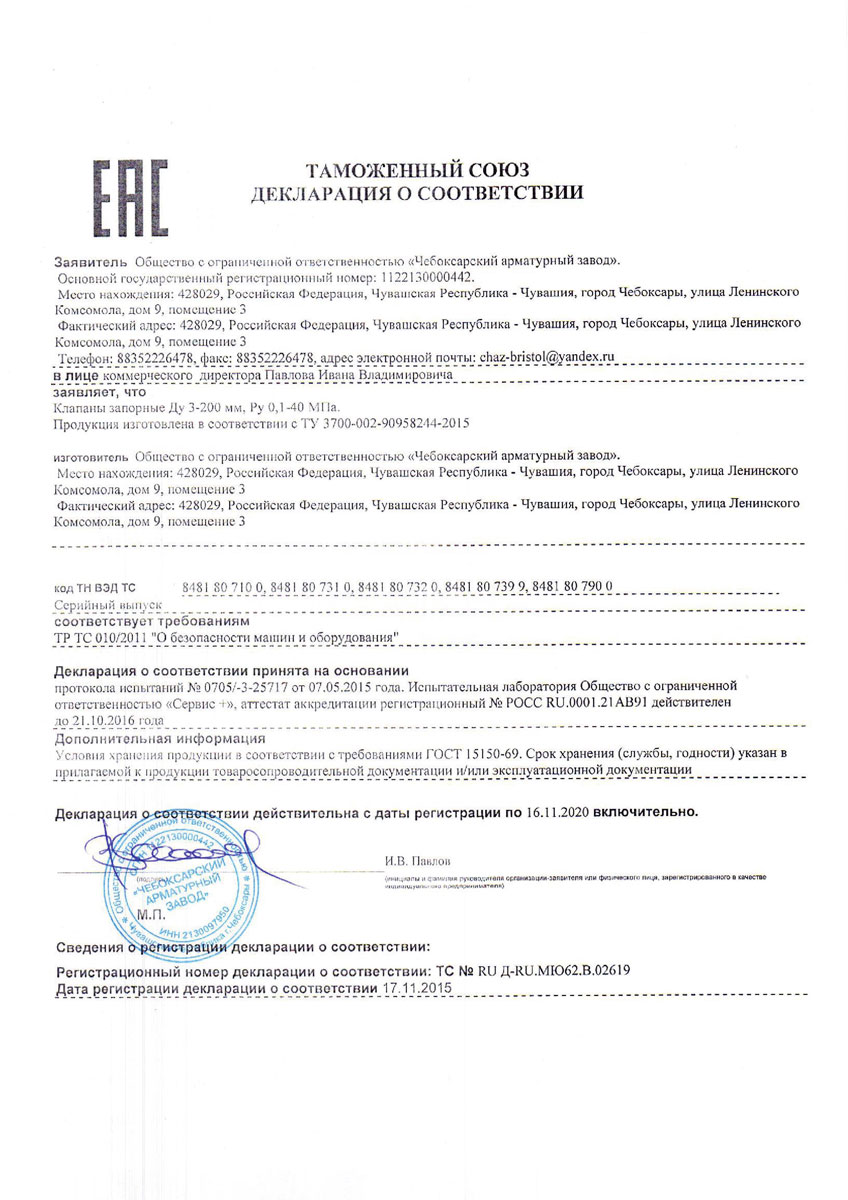 EAC
ТАМОЖЕННЫЙ СОЮЗ
ДЕКЛАРАЦИЯ О СООТВЕТСТВИИ
Заявитель Общество с ограниченной ответственностью «Чебоксарский арматурный завод».
Основной государственный регистрационный номер: 1122130000442.
Место нахождения: 428029, Российская Федерация, Чувашская Республика - Чувашия, город Чебоксары, улица Ленинского
Комсомола, дом 9, помещение 3
Фактический адрес: 428029, Российская Федерация, Чувашская Республика - Чувашия, город Чебоксары, улица Ленинского
Комсомола, дом 9, помещение 3
Телефон: 88352226478, факс: 88352226478, адрес электронной почты: chaz-bristol@yandex.ru
в лице коммерческого директора Павлова Ивана Владимировича
заявляет, что
Клапаны запорные Ду 3-200 мм, Ру 0,1-40 МПа.
Продукция изготовлена в соответствии с ТУ 3700-002-90958244-2015
изготовитель Общество с ограниченной ответственностью «Чебоксарский арматурный завод».
Место нахождения: 428029, Российская Федерация, Чувашская Республика - Чувашия, город Чебоксары, улица Ленинского
Комсомола, дом 9, помещение 3
Фактический адрес: 428029, Российская Федерация, Чувашская Республика - Чувашия, город Чебоксары, улица Ленинского
Комсомола, дом 9, помещение 3
код ТН ВЭД ТС 8481 80 710 0, 8481 80 731 0, 8481 80 732 0, 8481 80 739 9, 8481 80 790 0
Серийный выпуск
соответствует требованиям
ТР ТС 010/2011 "О безопасности машин и оборудования"
Декларация о соответствии принята на основании
протокола испытаний № 0705/-3-25717 от 07.05.2015 года. Испытательная лаборатория Общество с ограниченной
ответственностью «Сервис +», аттестат аккредитации регистрационный № РОСС RU.0001.21АВ91 действителен
до 21.10.2016 года
Дополнительная информация
Условия хранения продукции в соответствии с требованиями ГОСТ 15150-69. Срок хранения (службы, годности) указан в
прилагаемой к продукции товаросопроводительной документации и/или эксплуатационной документации
Декларация о соответствии действительна с даты регистрации по 16.11.2020 включительно.
Общество с ограниченной ответственностью
ОГРН 1122130000442
(подпись)
«ЧЕБОКСАРСКИЙ
АРМАТУРНЫЙ
ЗАВОД»
ИНН 2130097950
г.Чебоксары
И.В. Павлов
(инициалы и фамилия руководителя организации-заявителя или физического лица, зарегистрированного в качестве
индивидуального предпринимателя)
М.П.
Сведения о регистрации декларации о соответствии:
Регистрационный номер декларации о соответствии: ТС № RU Д-RU.МЮ62.В.02619
Дата регистрации декларации о соответствии 17.11.2015